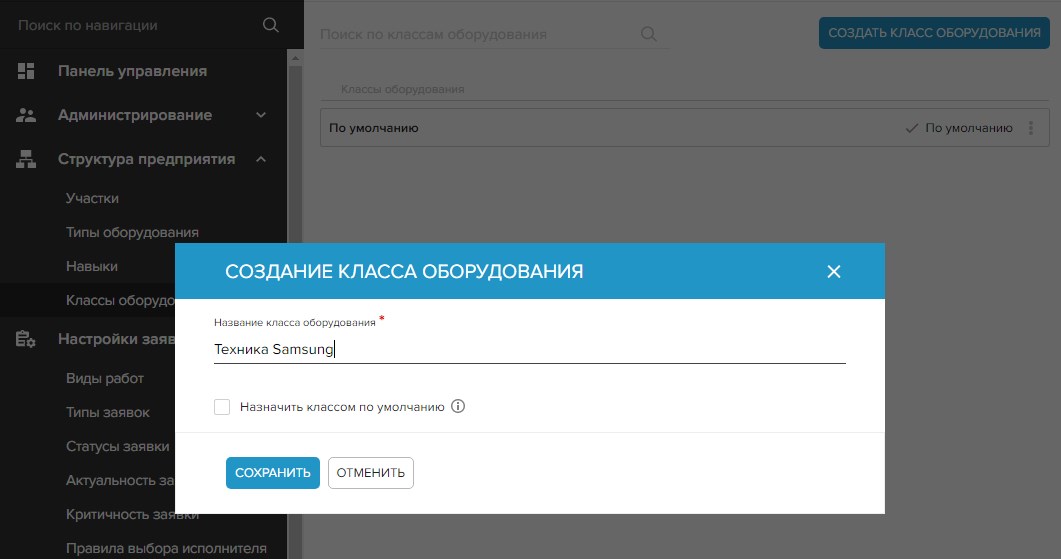 Поиск по навигации
Панель управления
Администрирование
Структура предприятия
Участки
Типы оборудования
Навыки
Классы оборудо
Настройки заяв
Виды работ
Типы заявок
Статусы заявки
Актуальность за
Критичность заявки
Правила выбора исполнителя
Поиск по классам оборудования
СОЗДАТЬ КЛАСС ОБОРУДОВАНИЯ
Классы оборудования
По умолчанию
По умолчанию
СОЗДАНИЕ КЛАССА ОБОРУДОВАНИЯ
Название класса оборудования *
Техника Samsung
Назначить классом по умолчанию
СОХРАНИТЬ
ОТМЕНИТЬ